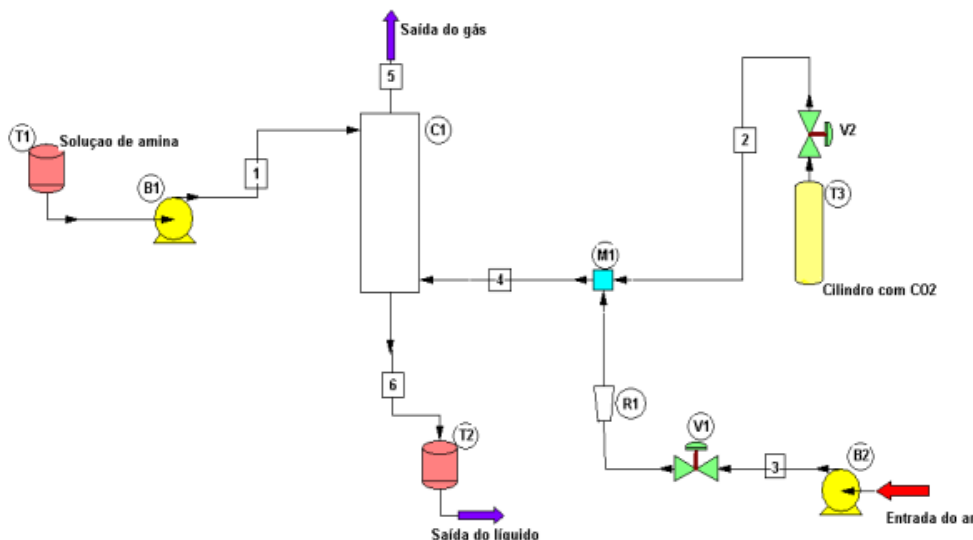 Saída do gás
5
T1
Soluçao de amina
C1
V2
2
B1
1
T3
M1
4
Cilindro com CO2
6
R1
V1
T2
3
B2
Entrada do ar
Saída do líquido